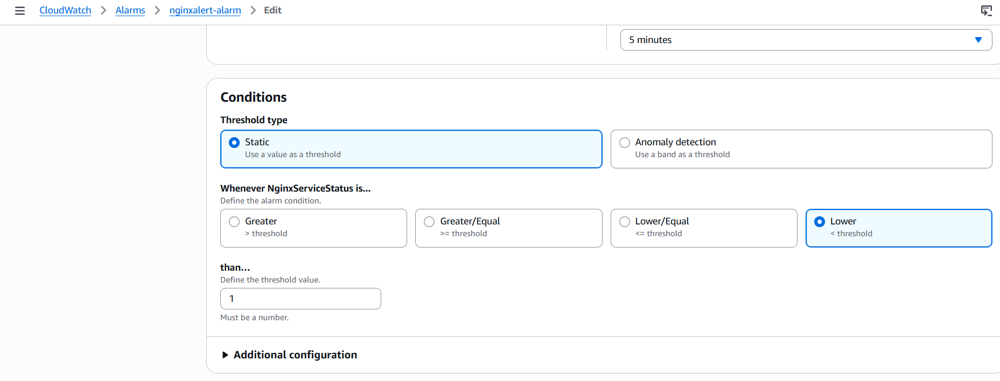 CloudWatch > Alarms > nginxalert-alarm > Edit
5 minutes
Conditions
Threshold type
Static
Use a value as a threshold
Anomaly detection
Use a band as a threshold
Whenever NginxServiceStatus is...
Define the alarm condition.
Greater
> threshold
Greater/Equal
>= threshold
Lower/Equal
<= threshold
Lower
< threshold
than...
Define the threshold value.
1
Must be a number.
Additional configuration